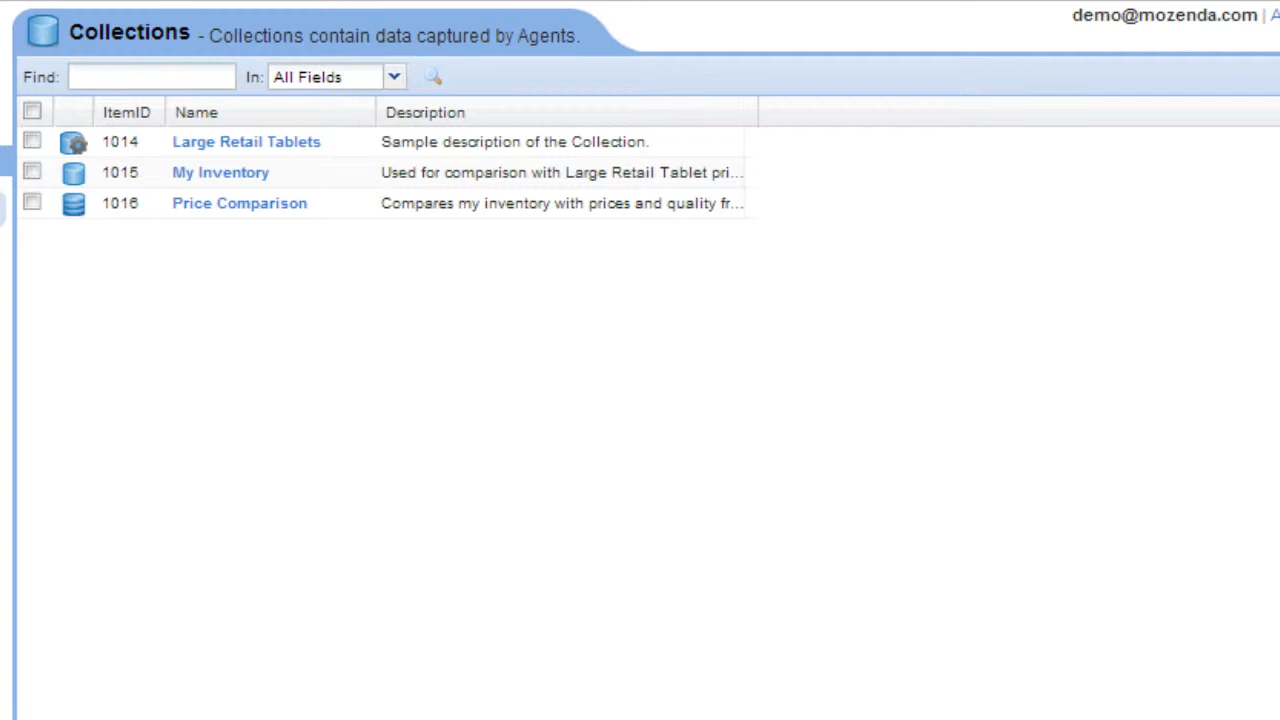 demo@mozenda.com |
Collections - Collections contain data captured by Agents.
Find: In: All Fields
ItemID Name Description
1014 Large Retail Tablets Sample description of the Collection.
1015 My Inventory Used for comparison with Large Retail Tablet pri...
1016 Price Comparison Compares my inventory with prices and quality fr...